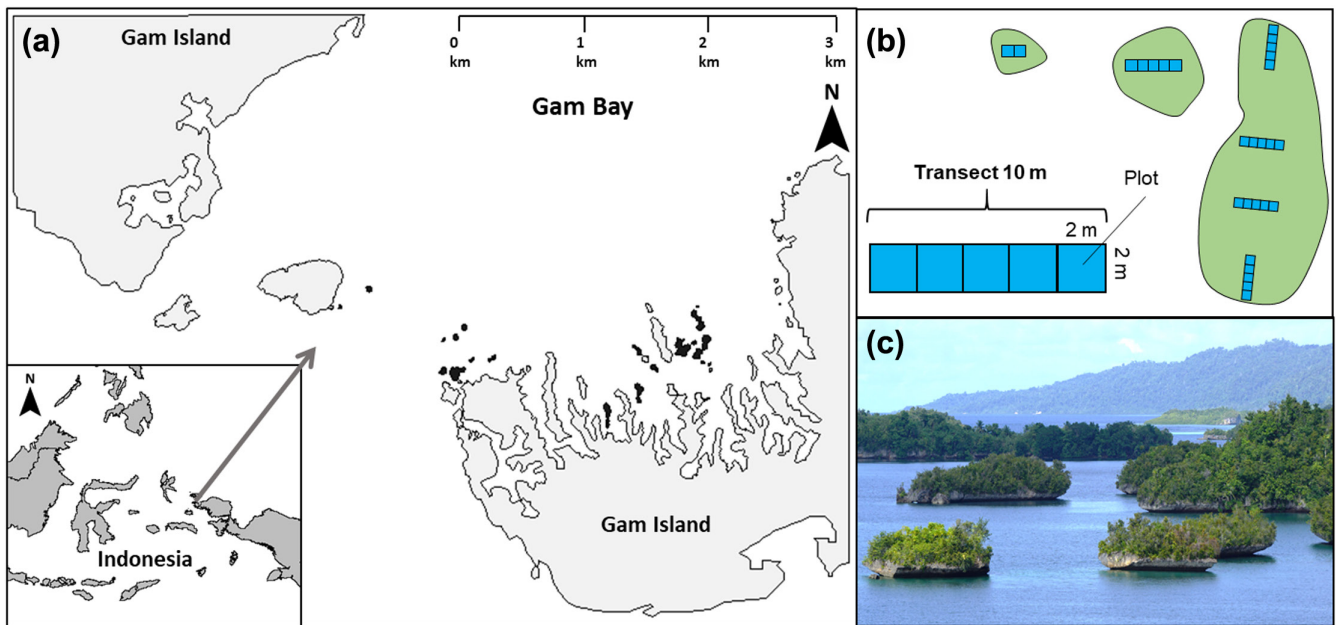 (a)
Gam Island
0
km
1
km
2
km
3
km
Gam Bay
N
Gam Island
N
Indonesia
(b)
Transect 10 m
Plot
2 m
2 m
(c)